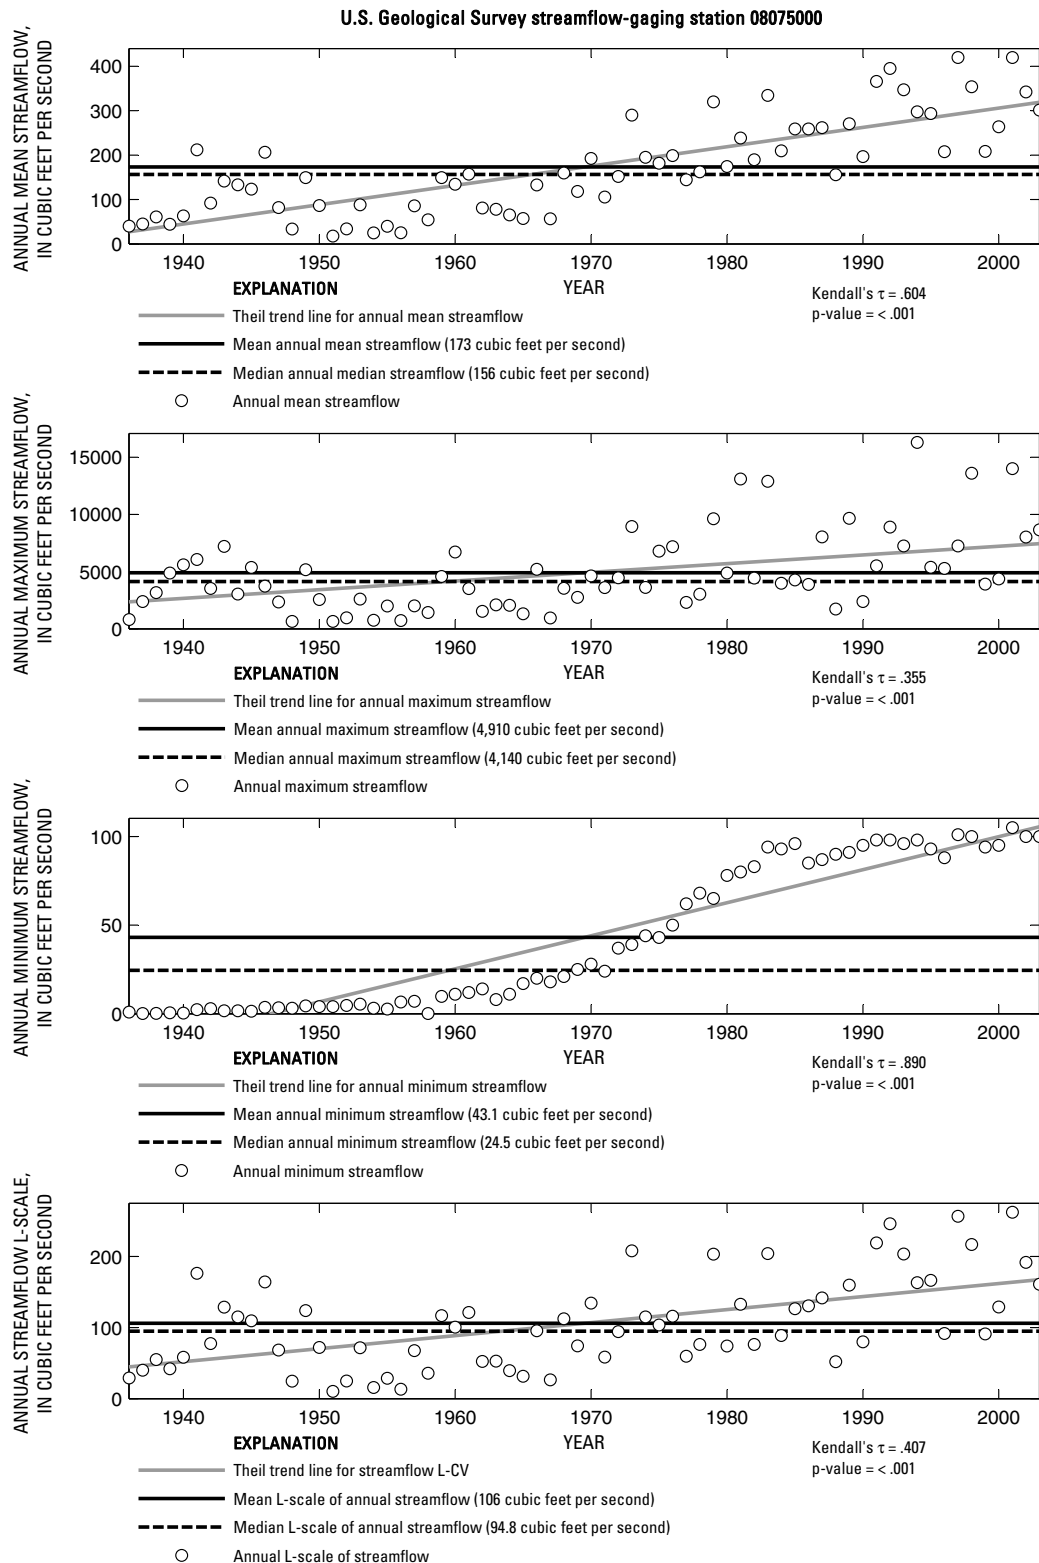 U.S. Geological Survey streamflow-gaging station 08075000
ANNUAL MEAN STREAMFLOW,
IN CUBIC FEET PER SECOND
400
300
200
100
0
1940 1950 1960 1970 1980 1990 2000
YEAR
EXPLANATION
Theil trend line for annual mean streamflow
Mean annual mean streamflow (173 cubic feet per second)
Median annual median streamflow (156 cubic feet per second)
Annual mean streamflow
Kendall's τ = .604
p-value = < .001
ANNUAL MAXIMUM STREAMFLOW,
IN CUBIC FEET PER SECOND
15000
10000
5000
0
1940 1950 1960 1970 1980 1990 2000
YEAR
EXPLANATION
Theil trend line for annual maximum streamflow
Mean annual maximum streamflow (4,910 cubic feet per second)
Median annual maximum streamflow (4,140 cubic feet per second)
Annual maximum streamflow
Kendall's τ = .355
p-value = < .001
ANNUAL MINIMUM STREAMFLOW,
IN CUBIC FEET PER SECOND
100
50
0
1940 1950 1960 1970 1980 1990 2000
YEAR
EXPLANATION
Theil trend line for annual minimum streamflow
Mean annual minimum streamflow (43.1 cubic feet per second)
Median annual minimum streamflow (24.5 cubic feet per second)
Annual minimum streamflow
Kendall's τ = .890
p-value = < .001
ANNUAL STREAMFLOW L-SCALE,
IN CUBIC FEET PER SECOND
200
100
0
1940 1950 1960 1970 1980 1990 2000
YEAR
EXPLANATION
Theil trend line for streamflow L-CV
Mean L-scale of annual streamflow (106 cubic feet per second)
Median L-scale of annual streamflow (94.8 cubic feet per second)
Annual L-scale of streamflow
Kendall's τ = .407
p-value = < .001